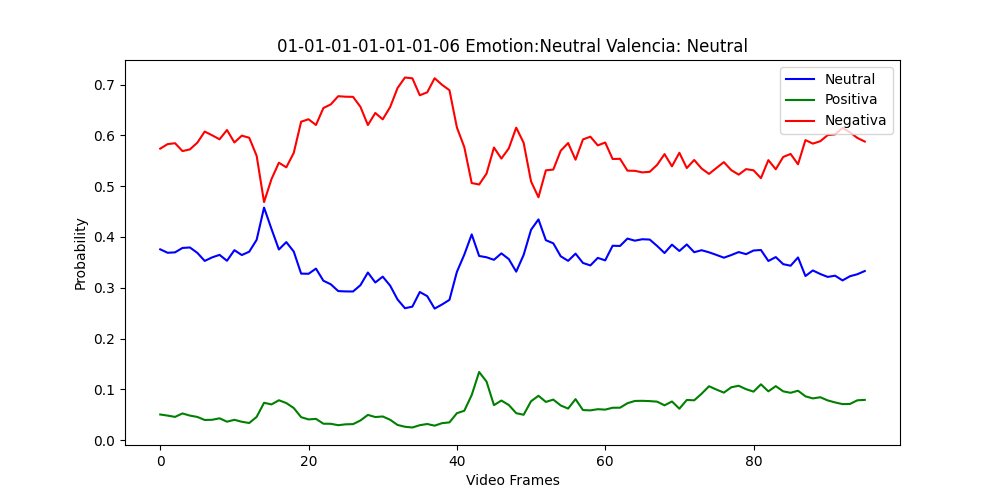 01-01-01-01-01-01-06 Emotion:Neutral Valencia: Neutral
Neutral
Positiva
Negativa
0.7
0.6
0.5
0.4
0.3
0.2
0.1
0.0
Probability
0 20 40 60 80
Video Frames